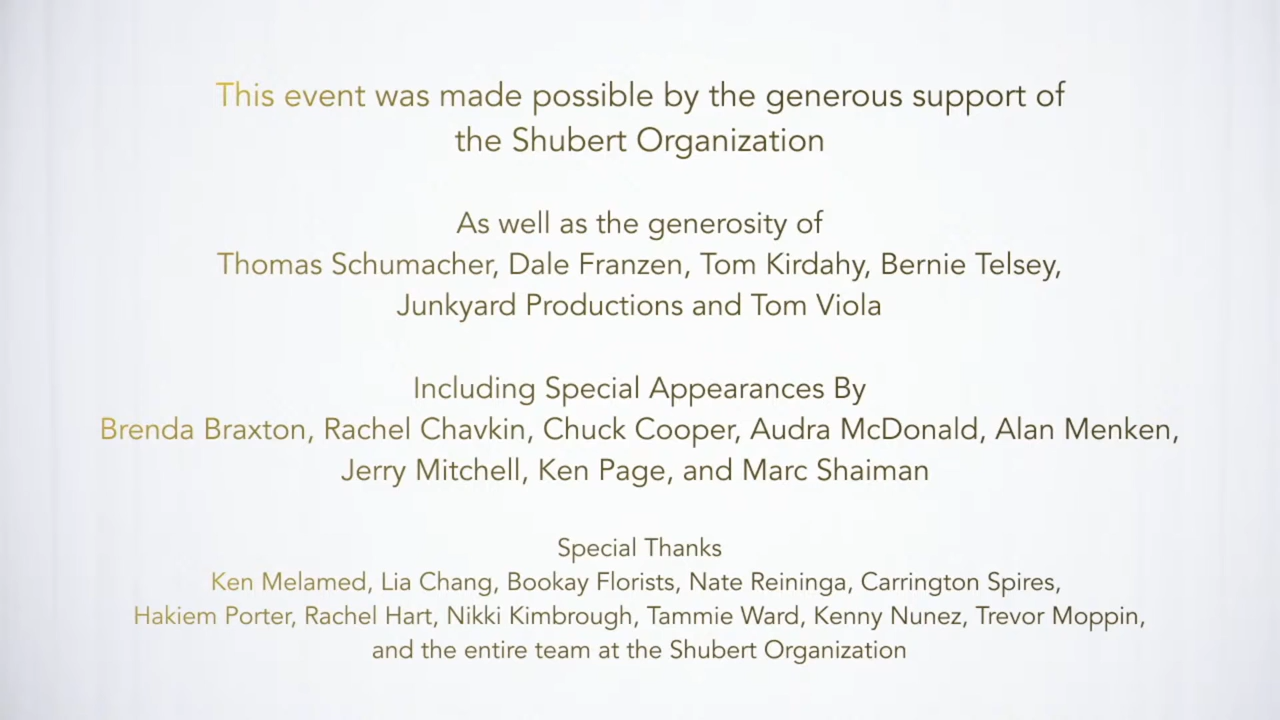 This event was made possible by the generous support of
the Shubert Organization
As well as the generosity of
Thomas Schumacher, Dale Franzen, Tom Kirdahy, Bernie Telsey,
Junkyard Productions and Tom Viola
Including Special Appearances By
Brenda Braxton, Rachel Chavkin, Chuck Cooper, Audra McDonald, Alan Menken,
Jerry Mitchell, Ken Page, and Marc Shaiman
Special Thanks
Ken Melamed, Lia Chang, Bookay Florists, Nate Reininga, Carrington Spires,
Hakiem Porter, Rachel Hart, Nikki Kimbrough, Tammie Ward, Kenny Nunez, Trevor Moppin,
and the entire team at the Shubert Organization